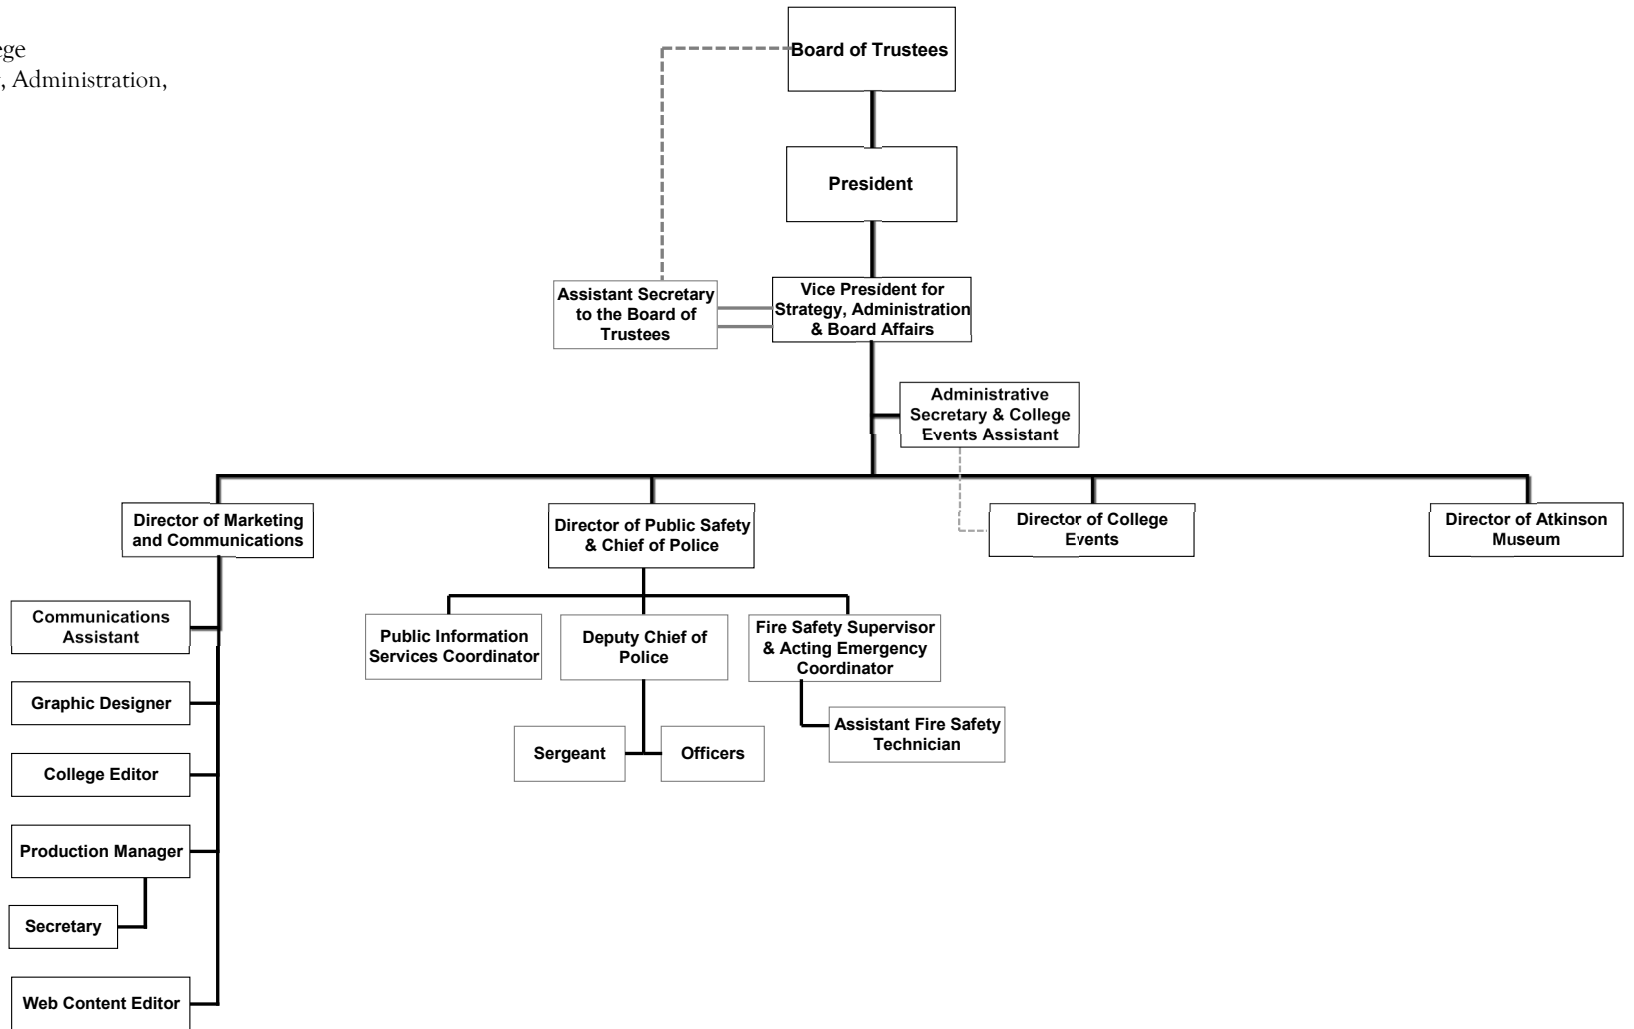 ege
, Administration,
Board of Trustees
President
Assistant Secretary
to the Board of
Trustees
Vice President for
Strategy, Administration
& Board Affairs
Administrative
Secretary & College
Events Assistant
Director of Marketing
and Communications
Director of Public Safety
& Chief of Police
Director of College
Events
Director of Atkinson
Museum
Communications
Assistant
Graphic Designer
College Editor
Production Manager
Secretary
Web Content Editor
Public Information
Services Coordinator
Deputy Chief of
Police
Fire Safety Supervisor
& Acting Emergency
Coordinator
Sergeant
Officers
Assistant Fire Safety
Technician